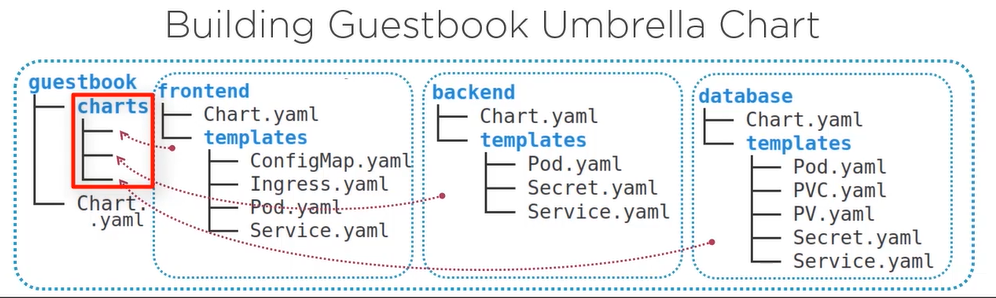 Building Guestbook Umbrella Chart
guestbook
charts
Chart.
.yaml
frontend
Chart.yaml
templates
ConfigMap.yaml
Ingress.yaml
Pod.yaml
Service.yaml
backend
Chart.yaml
templates
Pod.yaml
Secret.yaml
Service.yaml
database
Chart.yaml
templates
Pod.yaml
PVC.yaml
PV.yaml
Secret.yaml
Service.yaml